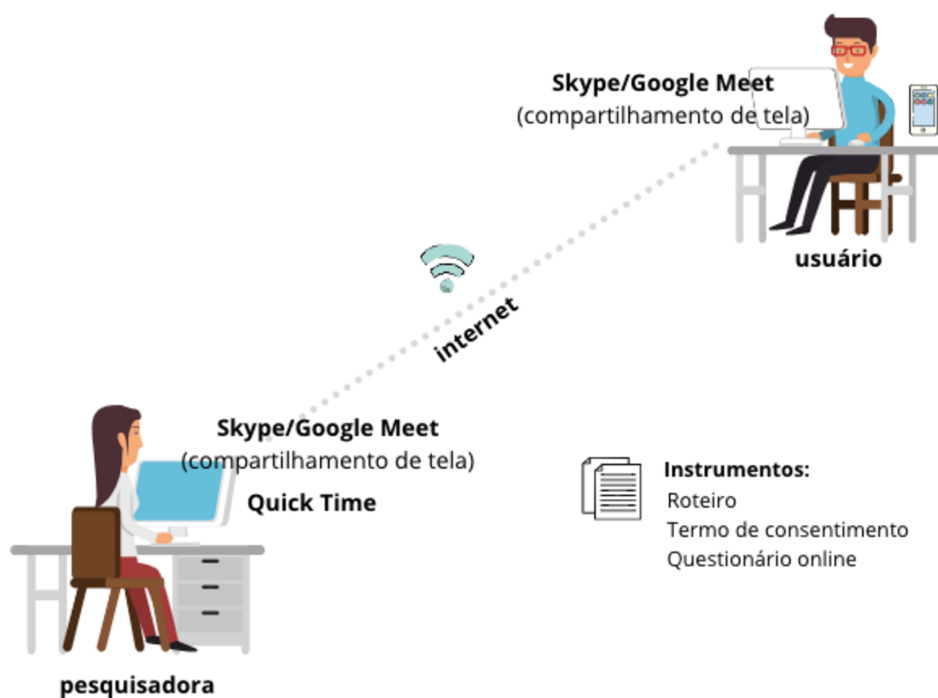 Skype/Google Meet
(compartilhamento de tela)
usuário
internet
Skype/Google Meet
(compartilhamento de tela)
Quick Time
pesquisadora
Instrumentos:
Roteiro
Termo de consentimento
Questionário online